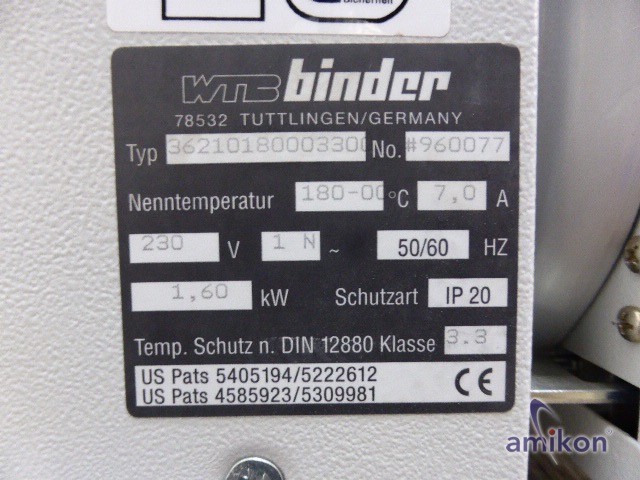 Sicherheit
WTB binder
78532 TUTTLINGEN/GERMANY
Typ 36210180003300 No. #960077
Nenntemperatur 180-00 °C 7,0 A
230 V 1 N ~ 50/60 HZ
1,60 kW Schutzart IP 20
Temp. Schutz n. DIN 12880 Klasse 3.3
US Pats 5405194/5222612
US Pats 4585923/5309981
CE
amikon